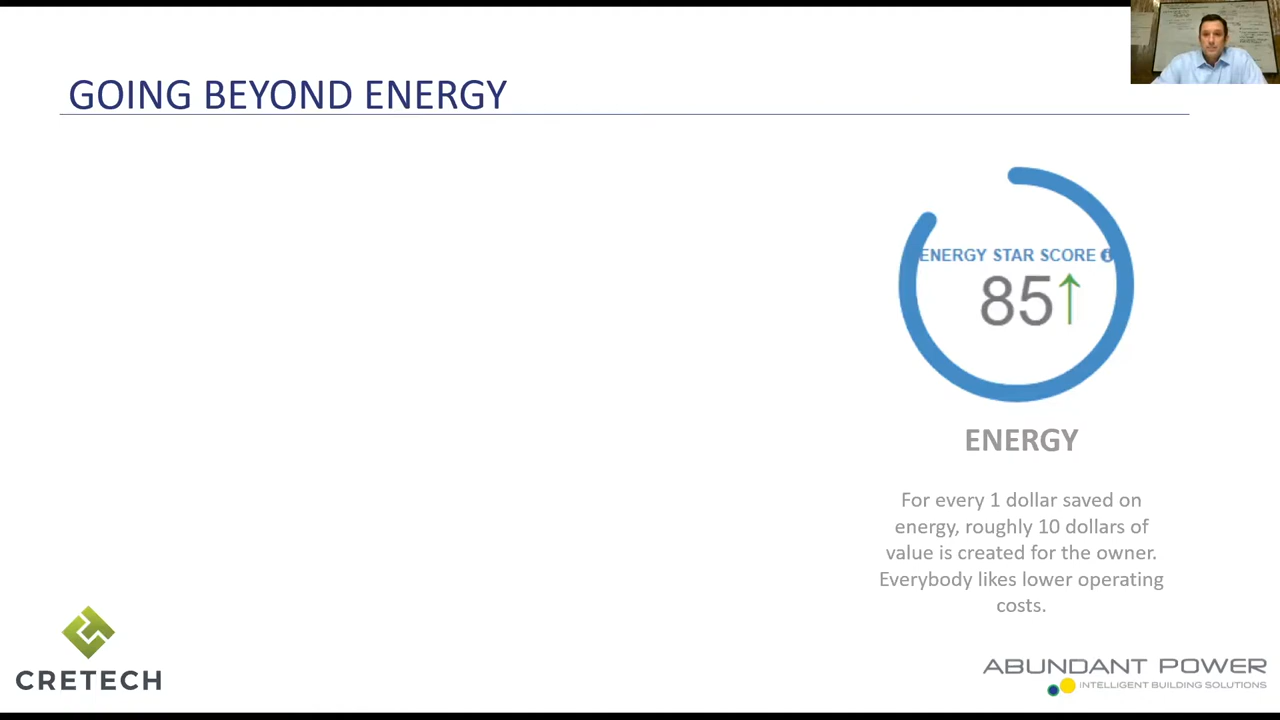 GOING BEYOND ENERGY
ENERGY STAR SCORE
85↑
ENERGY
For every 1 dollar saved on
energy, roughly 10 dollars of
value is created for the owner.
Everybody likes lower operating
costs.
CRETECH
ABUNDANT POWER
INTELLIGENT BUILDING SOLUTIONS